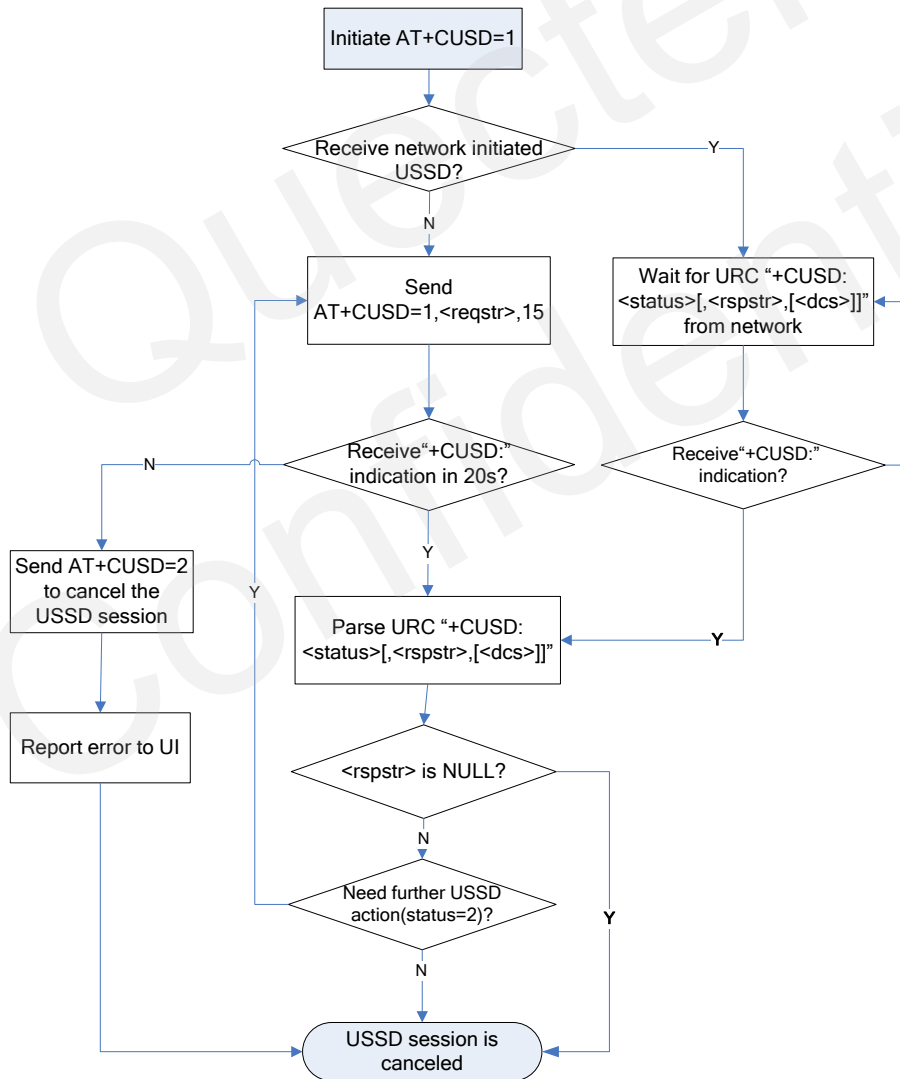 Initiate AT+CUSD=1
Receive network initiated
USSD?
Y
N
Send
AT+CUSD=1,<reqstr>,15
Wait for URC “+CUSD:
<status>[,<rspstr>,[<dcs>]]”
from network
Receive“+CUSD:”
indication in 20s?
N
Receive“+CUSD:”
indication?
Y
Send AT+CUSD=2
to cancel the
USSD session
Y
Parse URC “+CUSD:
<status>[,<rspstr>,[<dcs>]]”
Y
Report error to UI
<rspstr> is NULL?
N
Need further USSD
action(status=2)?
Y
N
USSD session is
canceled
Quectel
Confidenti